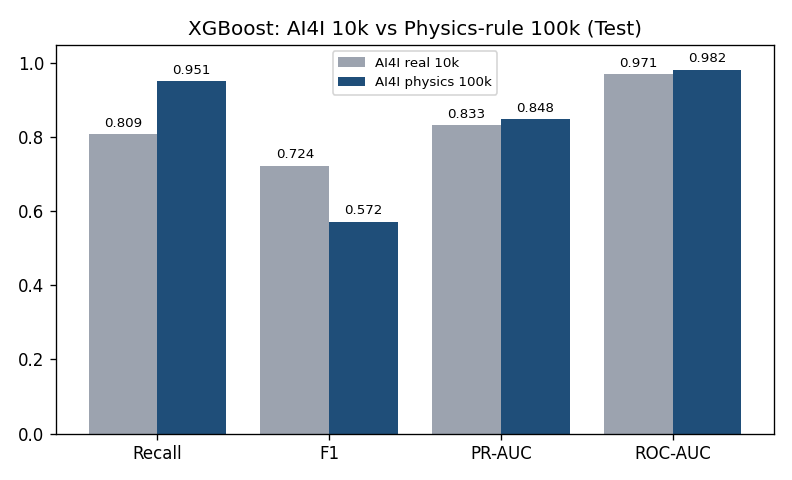 XGBoost: AI4I 10k vs Physics-rule 100k (Test)
AI4I real 10k
AI4I physics 100k
1.0
0.8
0.6
0.4
0.2
0.0
0.809
0.951
0.724
0.572
0.833
0.848
0.971
0.982
Recall
F1
PR-AUC
ROC-AUC